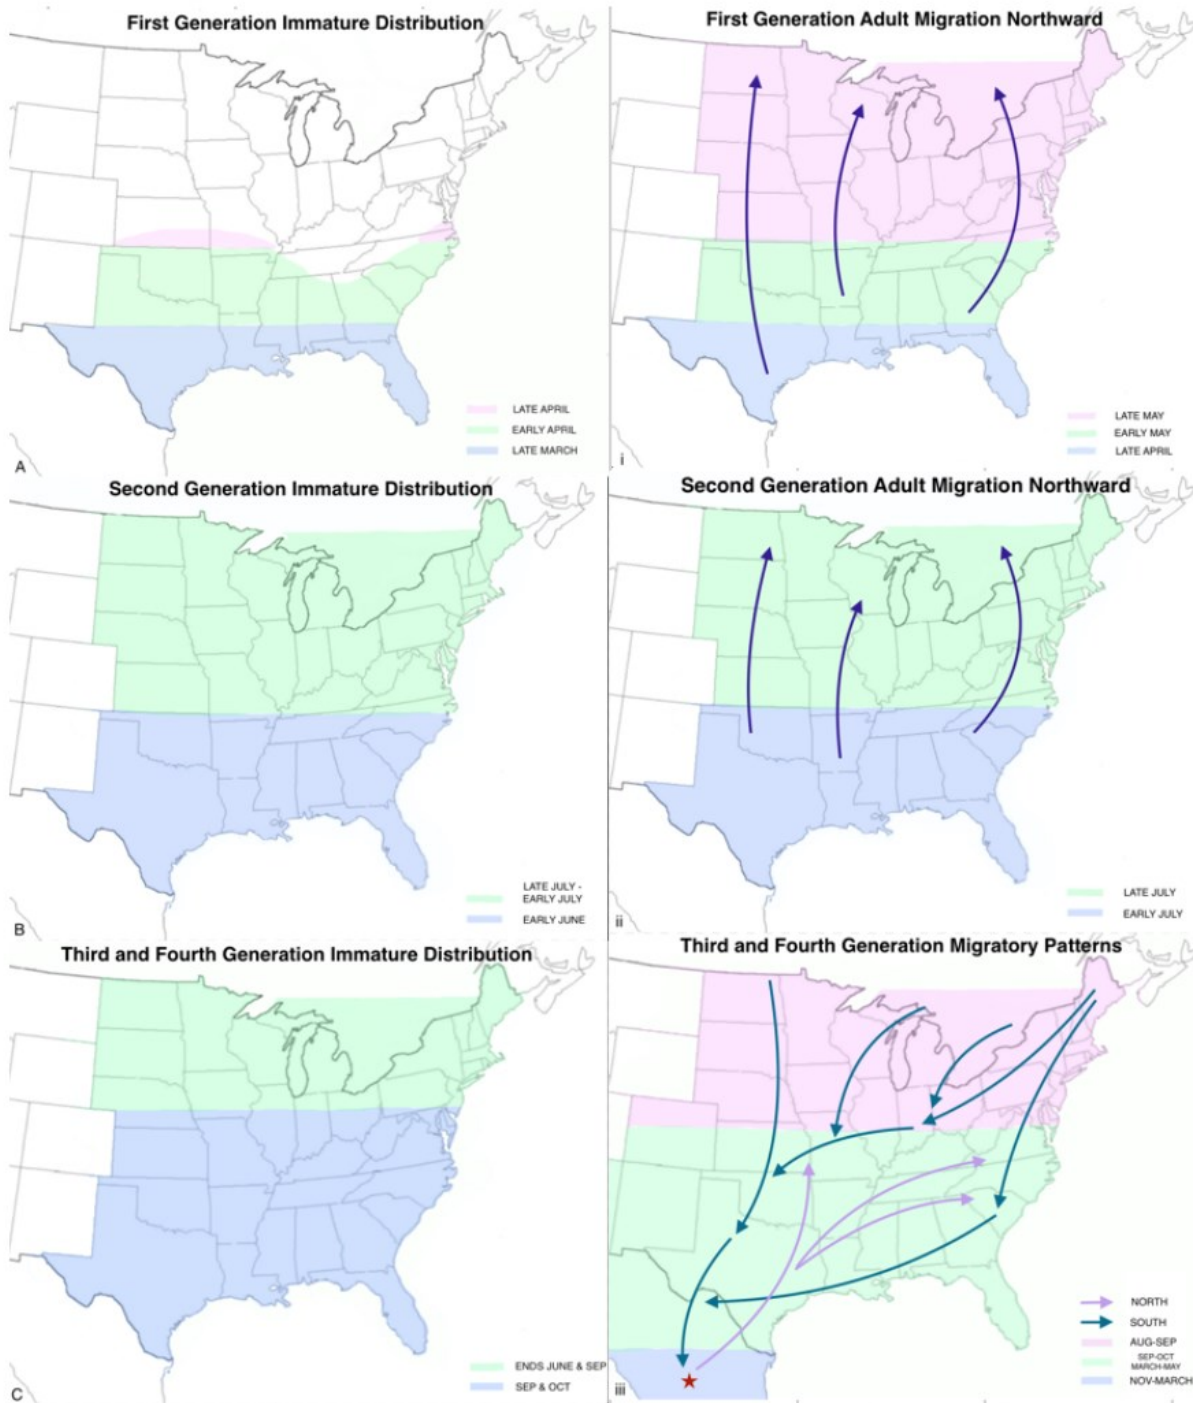 First Generation Immature Distribution
LATE APRIL
EARLY APRIL
LATE MARCH
A
First Generation Adult Migration Northward
LATE MAY
EARLY MAY
LATE APRIL
i
Second Generation Immature Distribution
LATE JULY -
EARLY JULY
EARLY JUNE
B
Second Generation Adult Migration Northward
LATE JULY
EARLY JULY
ii
Third and Fourth Generation Immature Distribution
ENDS JUNE & SEP
SEP & OCT
C
Third and Fourth Generation Migratory Patterns
NORTH
SOUTH
AUG-SEP
SEP-OCT
MARCH-MAY
NOV-MARCH
iii